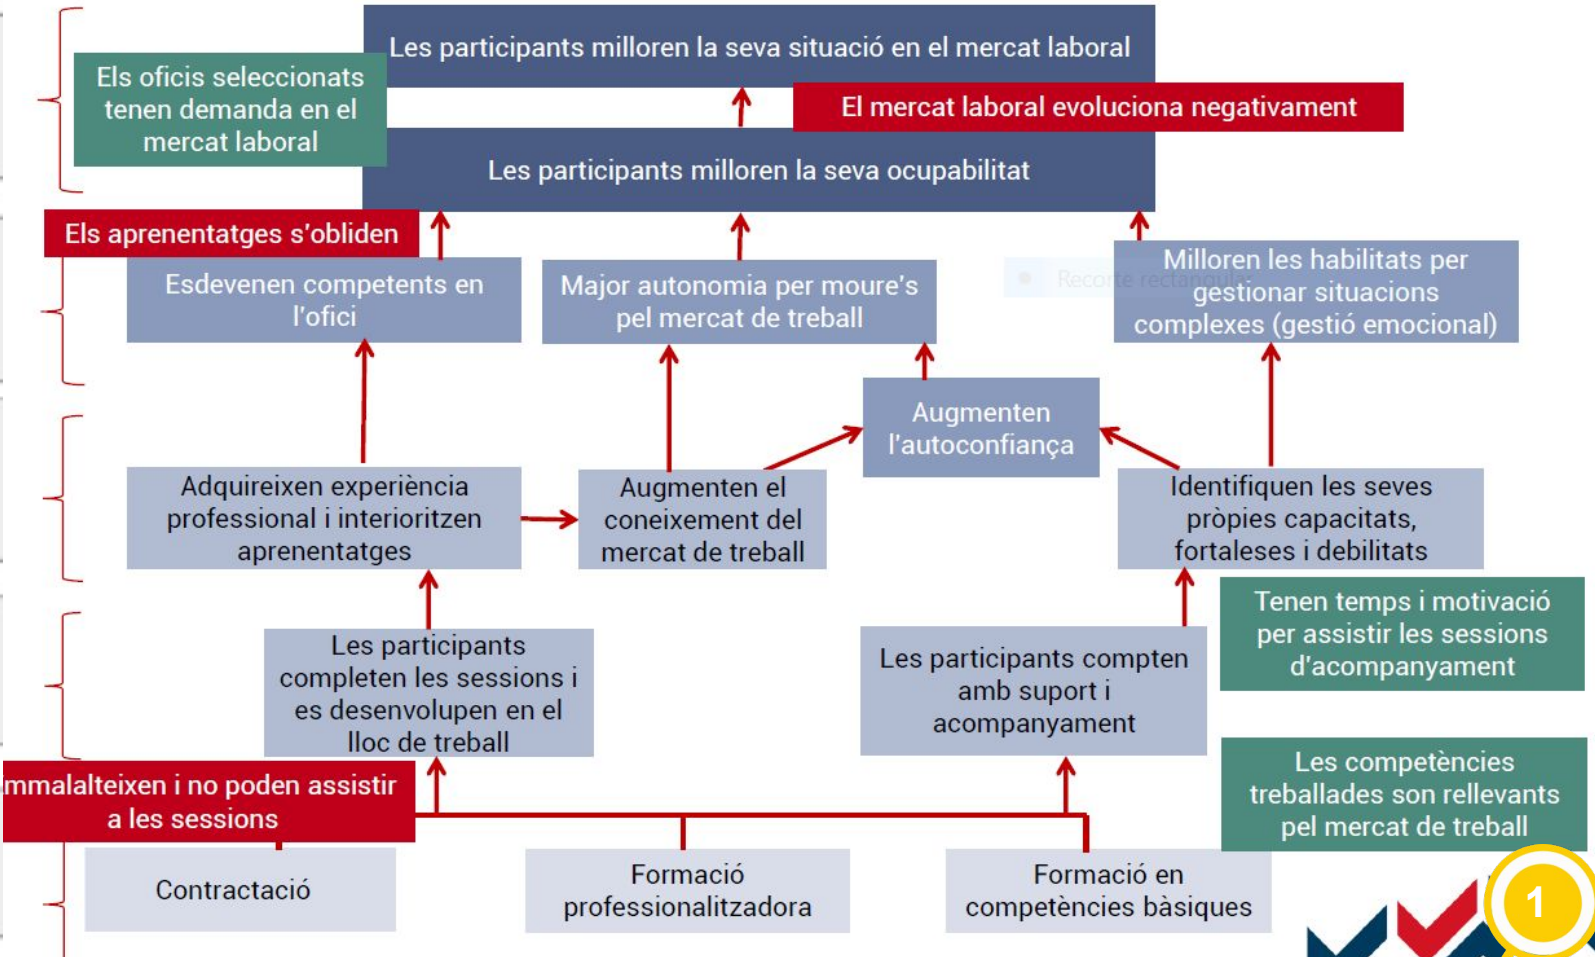 Les participants milloren la seva situació en el mercat laboral
Els oficis seleccionats
tenen demanda en el
mercat laboral
El mercat laboral evoluciona negativament
Les participants milloren la seva ocupabilitat
Els aprenentatges s'obliden
Esdevenen competents en
l'ofici
Major autonomia per moure's
pel mercat de treball
Milloren les habilitats per
gestionar situacions
complexes (gestió emocional)
Recorte rectangular
Augmenten
l'autoconfiança
Adquireixen experiència
professional i interioritzen
aprenentatges
Augmenten el
coneixement del
mercat de treball
Identifiquen les seves
pròpies capacitats,
fortaleses i debilitats
Tenen temps i motivació
per assistir les sessions
d'acompanyament
Les participants
completen les sessions i
es desenvolupen en el
lloc de treball
Les participants compten
amb suport i
acompanyament
Les competències
treballades son rellevants
pel mercat de treball
mmalalteixen i no poden assistir
a les sessions
Contractació
Formació
professionalitzadora
Formació en
competències bàsiques
1